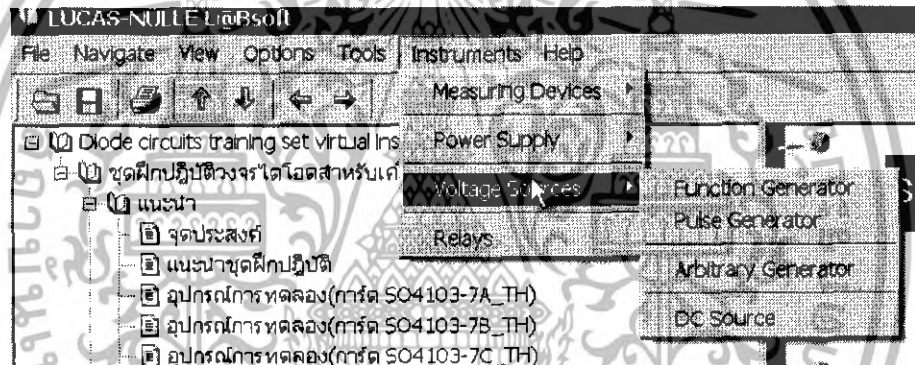 LUCAS-NULLE L@Bsoft
File Navigate View Options Tools Instruments Help
Measuring Devices
Power Supply
Voltage Sources
Relays
Function Generator
Pulse Generator
Arbitrary Generator
DC Source
Diode circuits training set virtual ins
ชุดฝึกปฏิบัติวงจรไดโอดสำหรับเค
แนะนำ
จุดประสงค์
แนะนำชุดฝึกปฏิบัติ
อุปกรณ์การทดลอง(การ์ด SO4103-7A_TH)
อุปกรณ์การทดลอง(การ์ด SO4103-7B_TH)
อุปกรณ์การทดลอง(การ์ด SO4103-7C_TH)